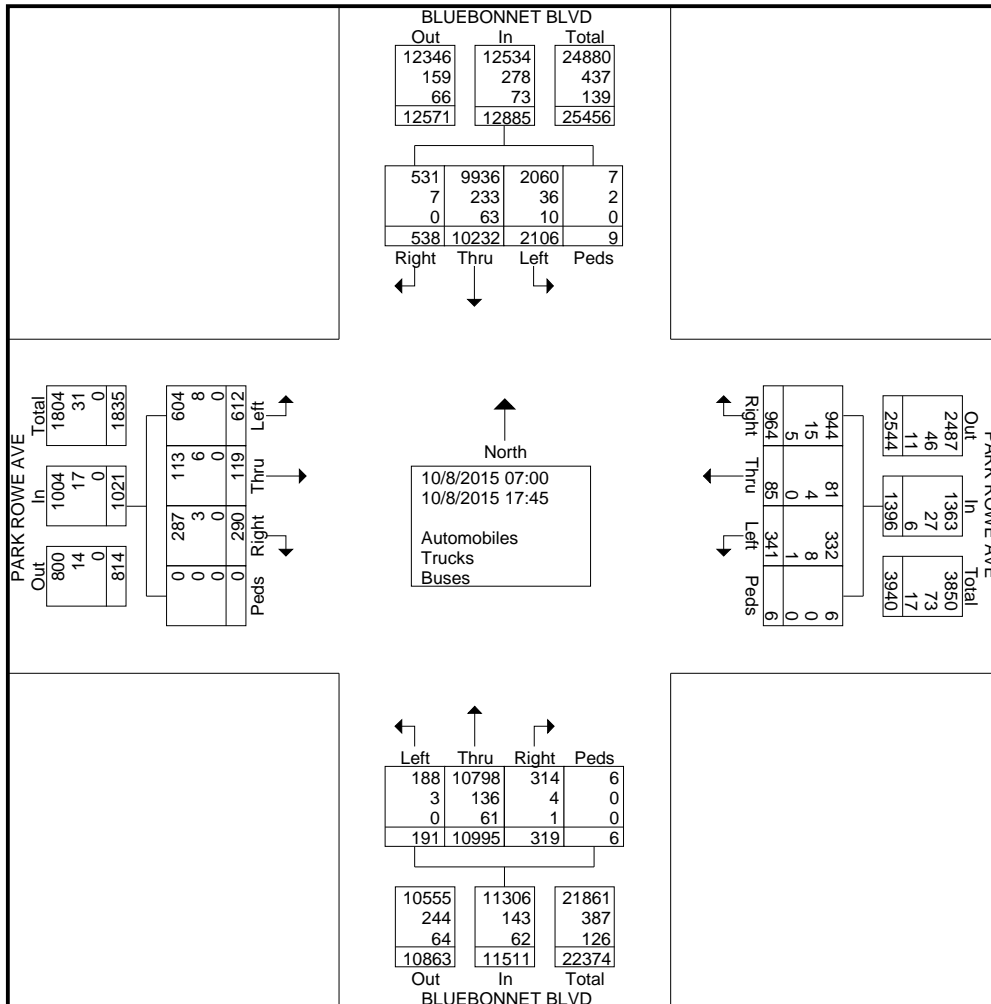 BLUEBONNET BLVD
Out In Total
12346 12534 24880
159 278 437
66 73 139
12571 12885 25456
531 9936 2060 7
7 233 36 2
0 63 10 0
538 10232 2106 9
Right Thru Left Peds
PARK ROWE AVE
Total In Out
1804 1004 800
31 17 14
0 0 0
1835 1021 814
604 113 287 0
8 6 3 0
0 0 0 0
612 119 290 0
Left Thru Right Peds
North
10/8/2015 07:00
10/8/2015 17:45
Automobiles
Trucks
Buses
Right Thru Left Peds
944 81 332 6
15 4 8 0
5 0 1 0
964 85 341 6
PARK ROWE AVE
Out In Total
2487 1363 3850
46 27 73
11 6 17
2544 1396 3940
Left Thru Right Peds
188 10798 314 6
3 136 4 0
0 61 1 0
191 10995 319 6
10555 11306 21861
244 143 387
64 62 126
10863 11511 22374
Out In Total
BLUEBONNET BLVD